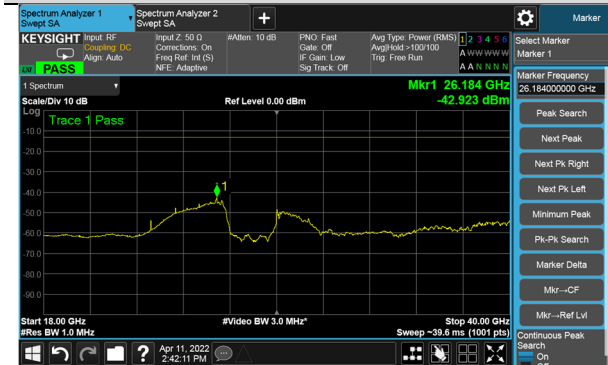 Spectrum Analyzer 1
Swept SA
Spectrum Analyzer 2
Swept SA
+
Marker
KEYSIGHT
Input: RF
Coupling: DC
Align: Auto
Input Z: 50 Ω
Corrections: On
Freq Ref: Int (S)
NFE: Adaptive
#Atten: 10 dB
PNO: Fast
Gate: Off
IF Gain: Low
Sig Track: Off
Avg Type: Power (RMS)
Avg|Hold:>100/100
Trig: Free Run
1 2 3 4 5 6
A W W W W W
A A N N N N
PASS
Select Marker
Marker 1
Marker Frequency
26.184000000 GHz
1 Spectrum
Mkr1 26.184 GHz
-42.923 dBm
Scale/Div 10 dB
Ref Level 0.00 dBm
Log
Trace 1 Pass
-10.0
-20.0
-30.0
-40.0
-50.0
-60.0
-70.0
-80.0
-90.0
1
Peak Search
Next Peak
Next Pk Right
Next Pk Left
Minimum Peak
Pk-Pk Search
Marker Delta
Mkr→CF
Mkr→Ref Lvl
Continuous Peak
Search
On
Off
Start 18.00 GHz
#Video BW 3.0 MHz*
Stop 40.00 GHz
#Res BW 1.0 MHz
Sweep ~39.6 ms (1001 pts)
?
Apr 11, 2022
2:42:11 PM